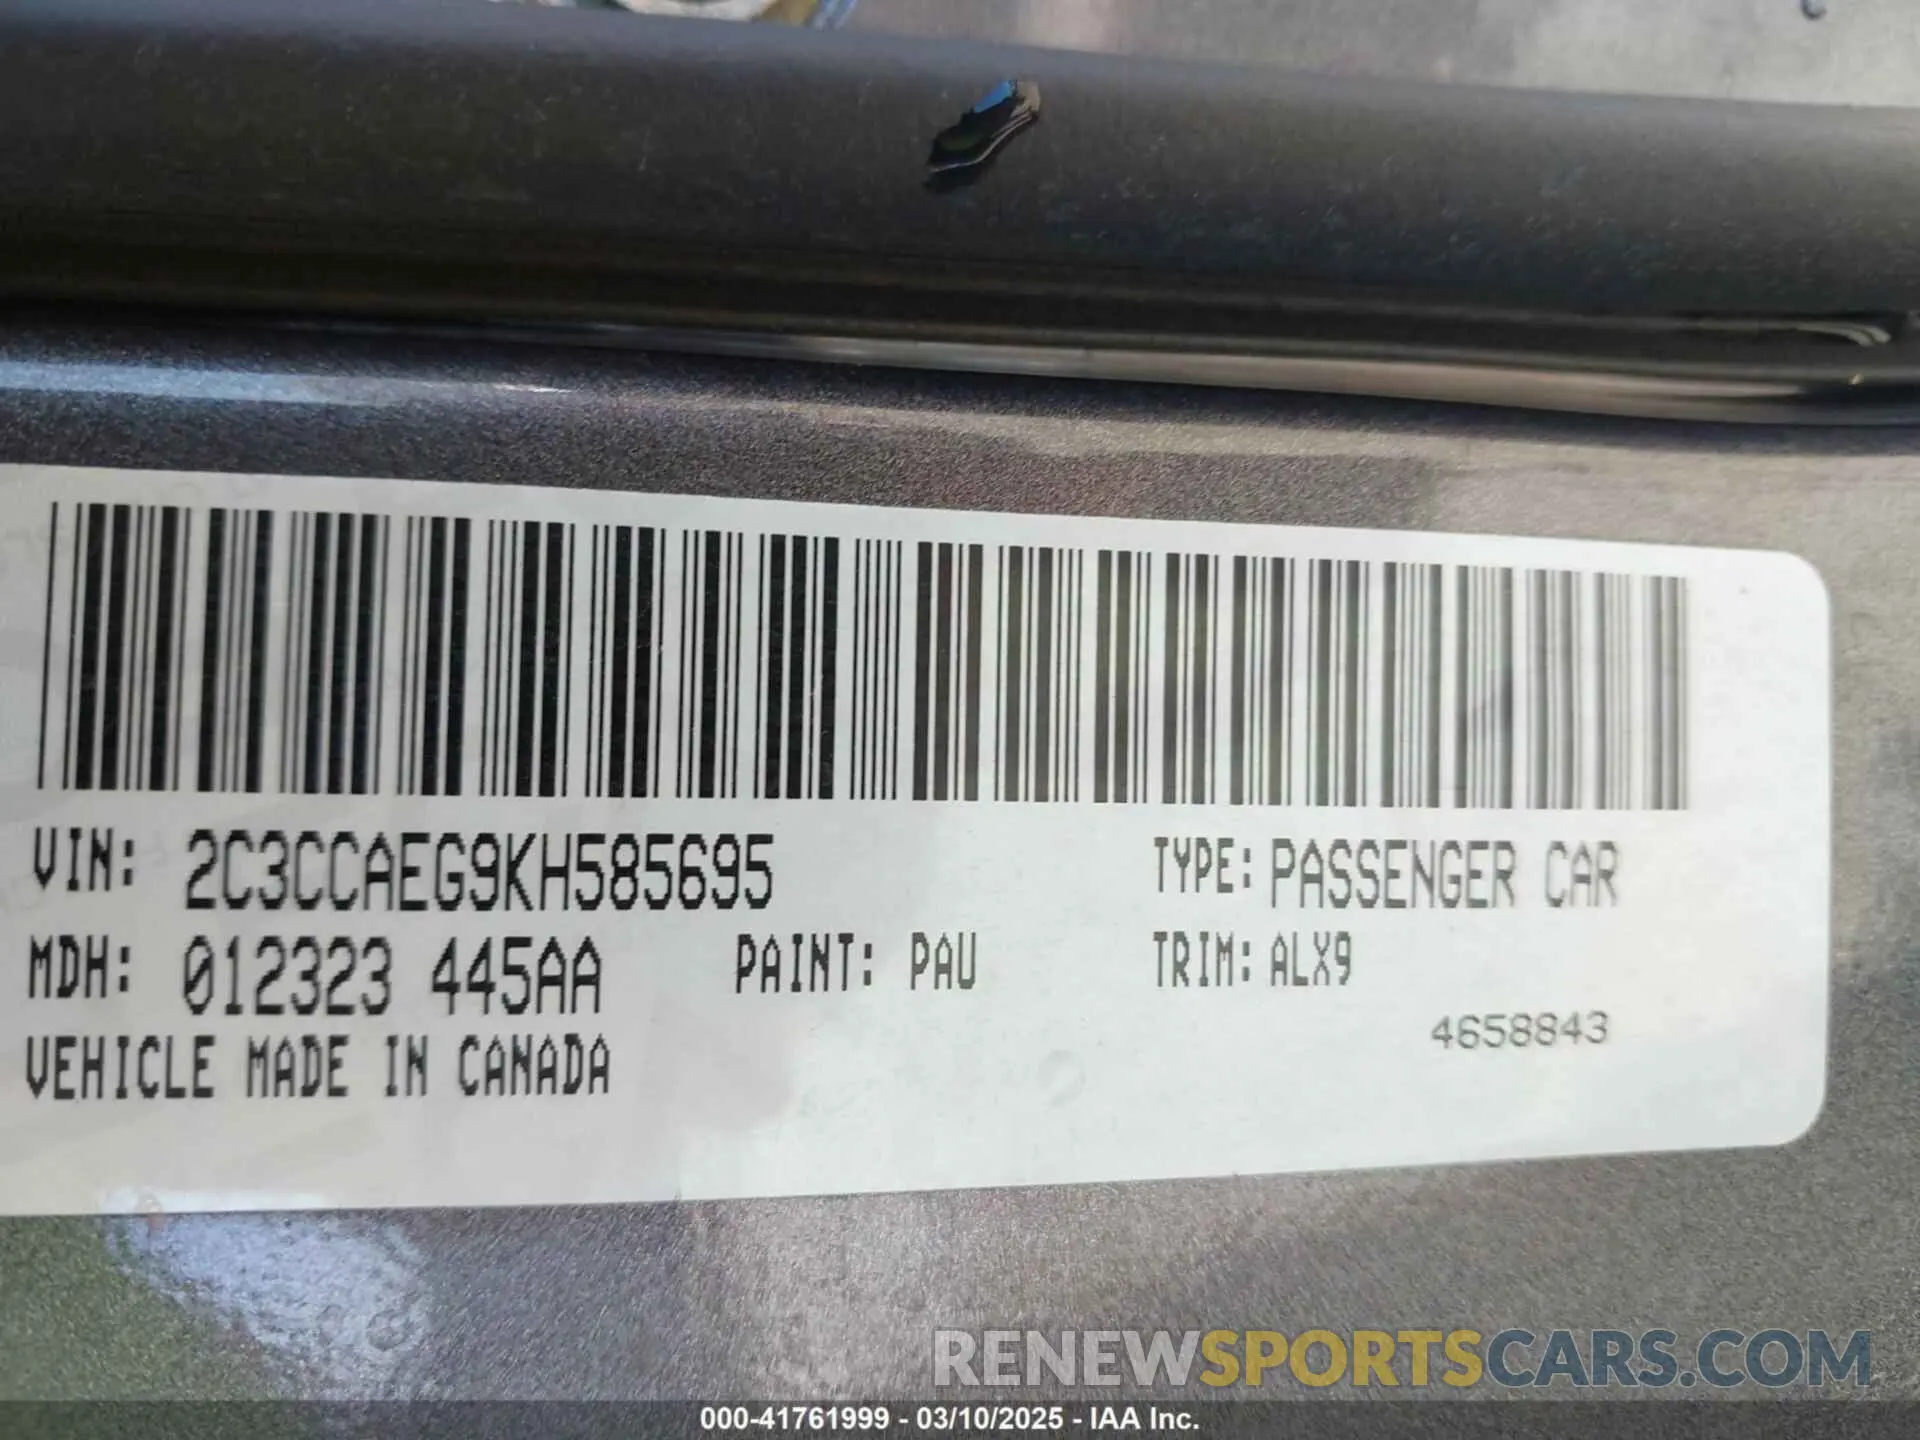 VIN: 2C3CCAEG9KH585695 TYPE: PASSENGER CAR
MDH: 012323 445AA PAINT: PAU TRIM: ALX9
4658843
VEHICLE MADE IN CANADA
RENEWSPORTSCARS.COM
000-41761999 - 03/10/2025 - IAA Inc.